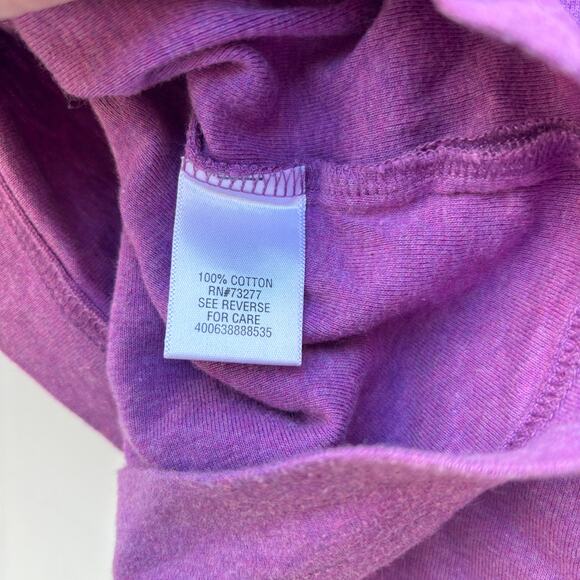 100% COTTON
RN#73277
SEE REVERSE
FOR CARE
400638888535